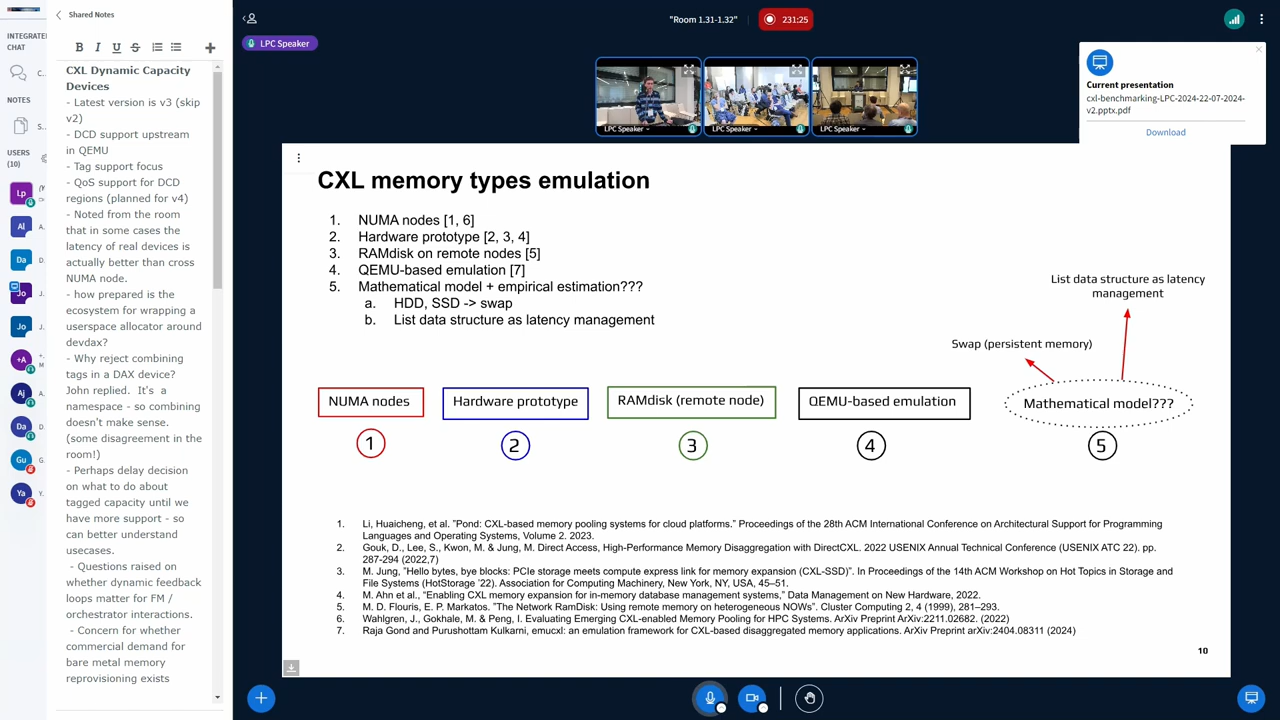 INTEGRATE
CHAT
C..
NOTES
S..
USERS
(10)
Lp
Al
A.
Da
D.
Jo
J.
Jo
J.
+A
M
Aj
A.
Da
D.
Gu
G.
Ya
Y.
Shared Notes
B I U S
CXL Dynamic Capacity
Devices
- Latest version is v3 (skip
v2)
- DCD support upstream
in QEMU
- Tag support focus
- QoS support for DCD
regions (planned for v4)
- Noted from the room
that in some cases the
latency of real devices is
actually better than cross
NUMA node.
- how prepared is the
ecosystem for wrapping a
userspace allocator around
devdax?
- Why reject combining
tags in a DAX device?
John replied. It's a
namespace - so combining
doesn't make sense.
(some disagreement in the
room!)
- Perhaps delay decision
on what to do about
tagged capacity until we
have more support - so
can better understand
usecases.
- Questions raised on
whether dynamic feedback
loops matter for FM /
orchestrator interactions.
- Concern for whether
commercial demand for
bare metal memory
reprovisioning exists
"Room 1.31-1.32"
231:25
LPC Speaker
LPC Speaker
LPC Speaker
LPC Speaker
Current presentation
cxl-benchmarking-LPC-2024-22-07-2024-
v2.pptx.pdf
Download
CXL memory types emulation
1. NUMA nodes [1, 6]
2. Hardware prototype [2, 3, 4]
3. RAMdisk on remote nodes [5]
4. QEMU-based emulation [7]
5. Mathematical model + empirical estimation???
a. HDD, SSD -> swap
b. List data structure as latency management
List data structure as latency
management
Swap (persistent memory)
NUMA nodes
Hardware prototype
RAMdisk (remote node)
QEMU-based emulation
Mathematical model???
1
2
3
4
5
1. Li, Huaicheng, et al. "Pond: CXL-based memory pooling systems for cloud platforms." Proceedings of the 28th ACM International Conference on Architectural Support for Programming
Languages and Operating Systems, Volume 2. 2023.
2. Gouk, D., Lee, S., Kwon, M. & Jung, M. Direct Access, High-Performance Memory Disaggregation with DirectCXL. 2022 USENIX Annual Technical Conference (USENIX ATC 22). pp.
287-294 (2022,7)
3. M. Jung, "Hello bytes, bye blocks: PCIe storage meets compute express link for memory expansion (CXL-SSD)". In Proceedings of the 14th ACM Workshop on Hot Topics in Storage and
File Systems (HotStorage '22). Association for Computing Machinery, New York, NY, USA, 45–51.
4. M. Ahn et al., "Enabling CXL memory expansion for in-memory database management systems," Data Management on New Hardware, 2022.
5. M. D. Flouris, E. P. Markatos. "The Network RamDisk: Using remote memory on heterogeneous NOWs". Cluster Computing 2, 4 (1999), 281–293.
6. Wahlgren, J., Gokhale, M. & Peng, I. Evaluating Emerging CXL-enabled Memory Pooling for HPC Systems. ArXiv Preprint ArXiv:2211.02682. (2022)
7. Raja Gond and Purushottam Kulkarni, emucxl: an emulation framework for CXL-based disaggregated memory applications. ArXiv Preprint arXiv:2404.08311 (2024)
10